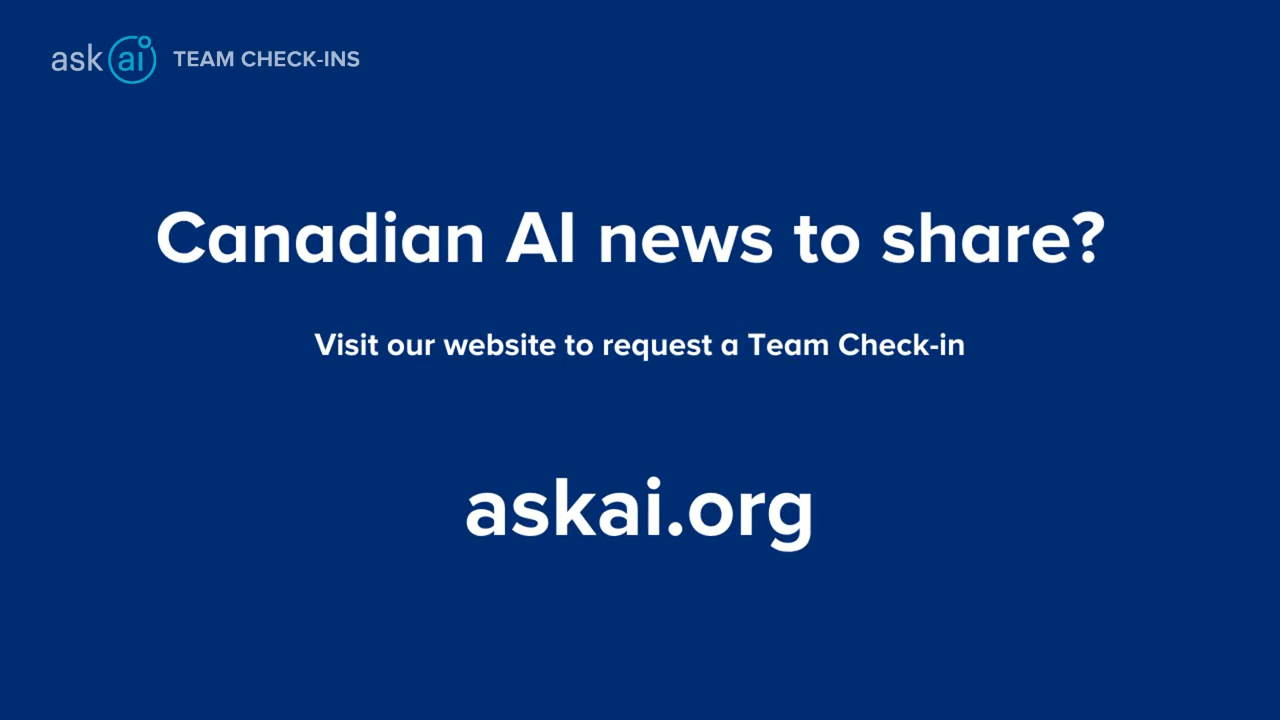 ask ai TEAM CHECK-INS
Canadian AI news to share?
Visit our website to request a Team Check-in
askai.org